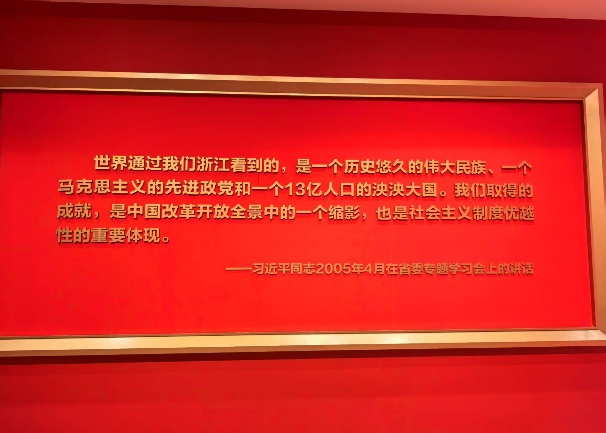 世界通过我们浙江看到的，是一个历史悠久的伟大民族、一个
马克思主义的先进政党和一个13亿人口的泱泱大国。我们取得的
成就，是中国改革开放全景中的一个缩影，也是社会主义制度优越
性的重要体现。
——习近平同志2005年4月在省委专题学习会上的讲话